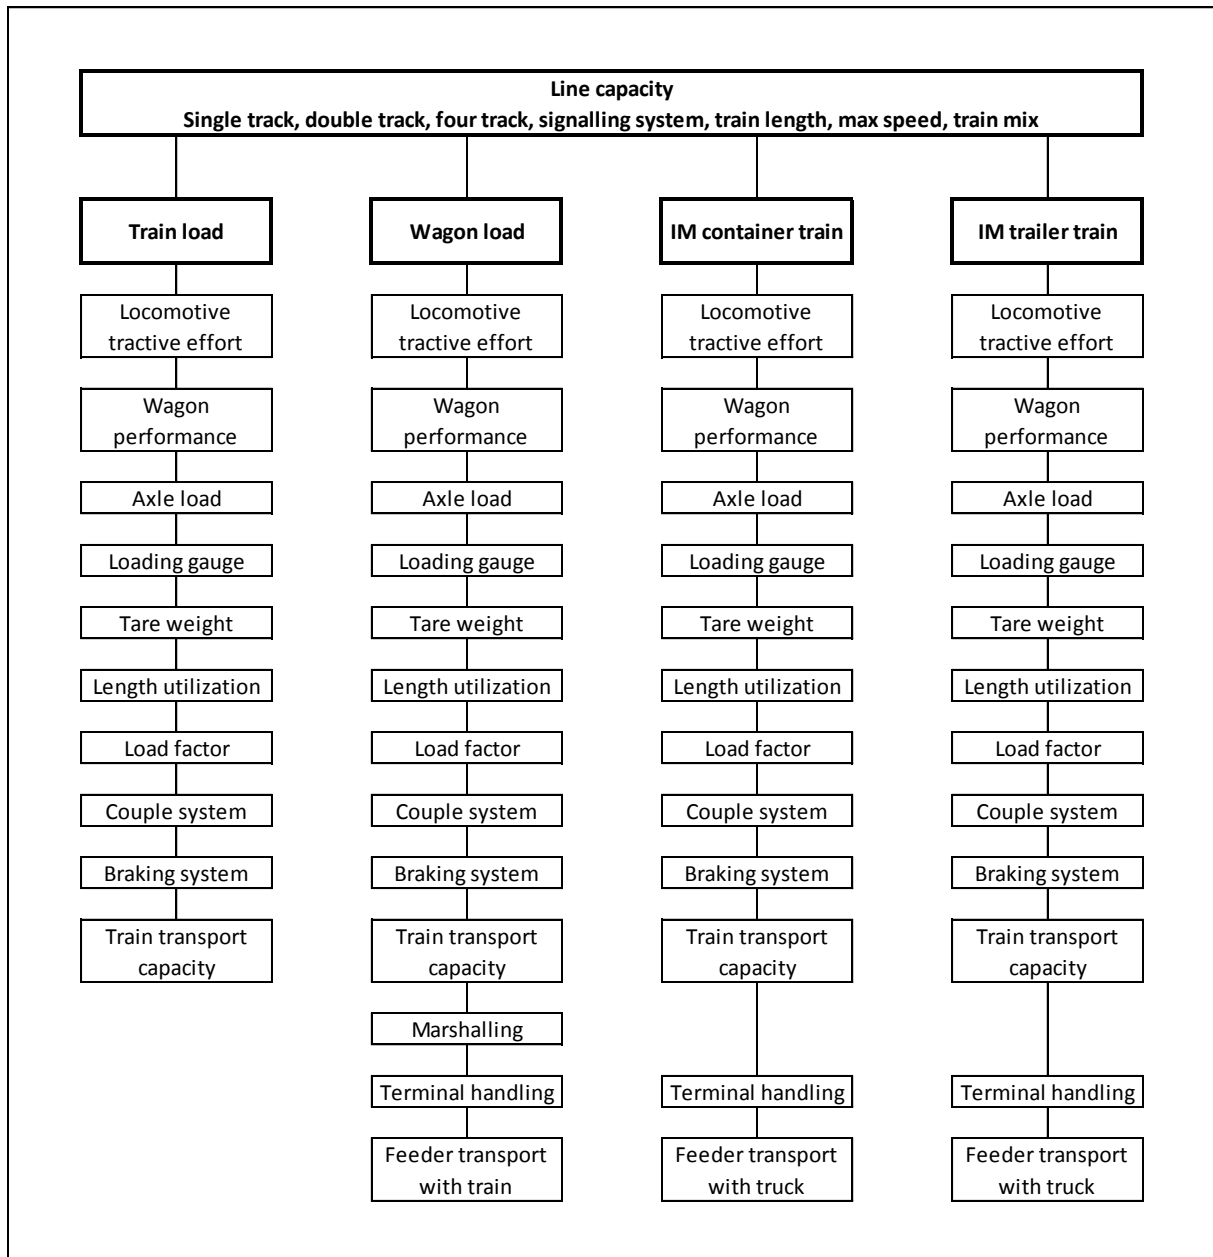 Line capacity
Single track, double track, four track, signalling system, train length, max speed, train mix
Train load
Wagon load
IM container train
IM trailer train
Locomotive
tractive effort
Locomotive
tractive effort
Locomotive
tractive effort
Locomotive
tractive effort
Wagon
performance
Wagon
performance
Wagon
performance
Wagon
performance
Axle load
Axle load
Axle load
Axle load
Loading gauge
Loading gauge
Loading gauge
Loading gauge
Tare weight
Tare weight
Tare weight
Tare weight
Length utilization
Length utilization
Length utilization
Length utilization
Load factor
Load factor
Load factor
Load factor
Couple system
Couple system
Couple system
Couple system
Braking system
Braking system
Braking system
Braking system
Train transport
capacity
Train transport
capacity
Train transport
capacity
Train transport
capacity
Marshalling
Terminal handling
Terminal handling
Terminal handling
Feeder transport
with train
Feeder transport
with truck
Feeder transport
with truck